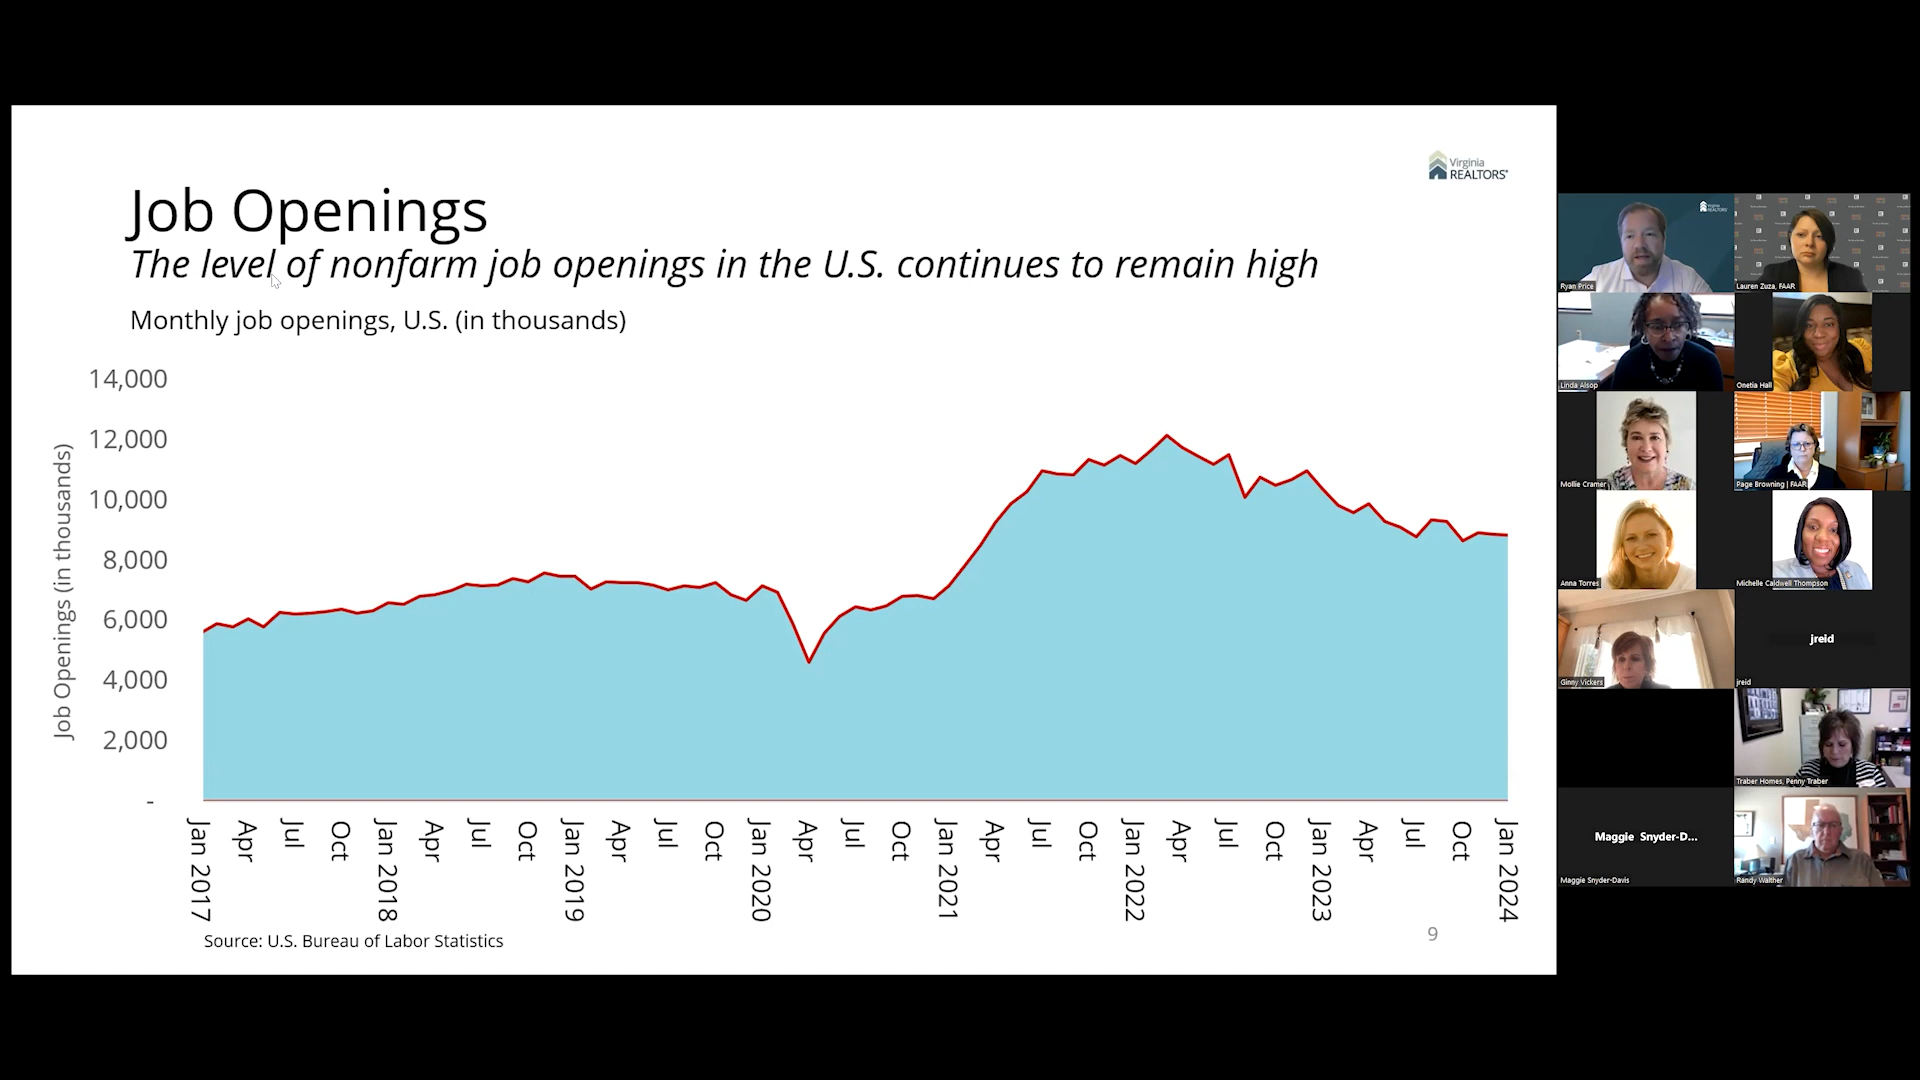 Virginia
REALTORS®
Job Openings
The level of nonfarm job openings in the U.S. continues to remain high
Monthly job openings, U.S. (in thousands)
Job Openings (in thousands)
14,000
12,000
10,000
8,000
6,000
4,000
2,000
-
Jan 2017
Apr
Jul
Oct
Jan 2018
Apr
Jul
Oct
Jan 2019
Apr
Jul
Oct
Jan 2020
Apr
Jul
Oct
Jan 2021
Apr
Jul
Oct
Jan 2022
Apr
Jul
Oct
Jan 2023
Apr
Jul
Oct
Jan 2024
Source: U.S. Bureau of Labor Statistics
9
Ryan Price
Lauren Zuza, FAAR
Linda Alsop
Onetia Hall
Mollie Cramer
Page Browning | FAAR
Anna Torres
Michelle Caldwell Thompson
Ginny Vickers
jreid
jreid
Traber Homes, Penny Traber
Maggie Snyder-D...
Maggie Snyder-Davis
Randy Walther